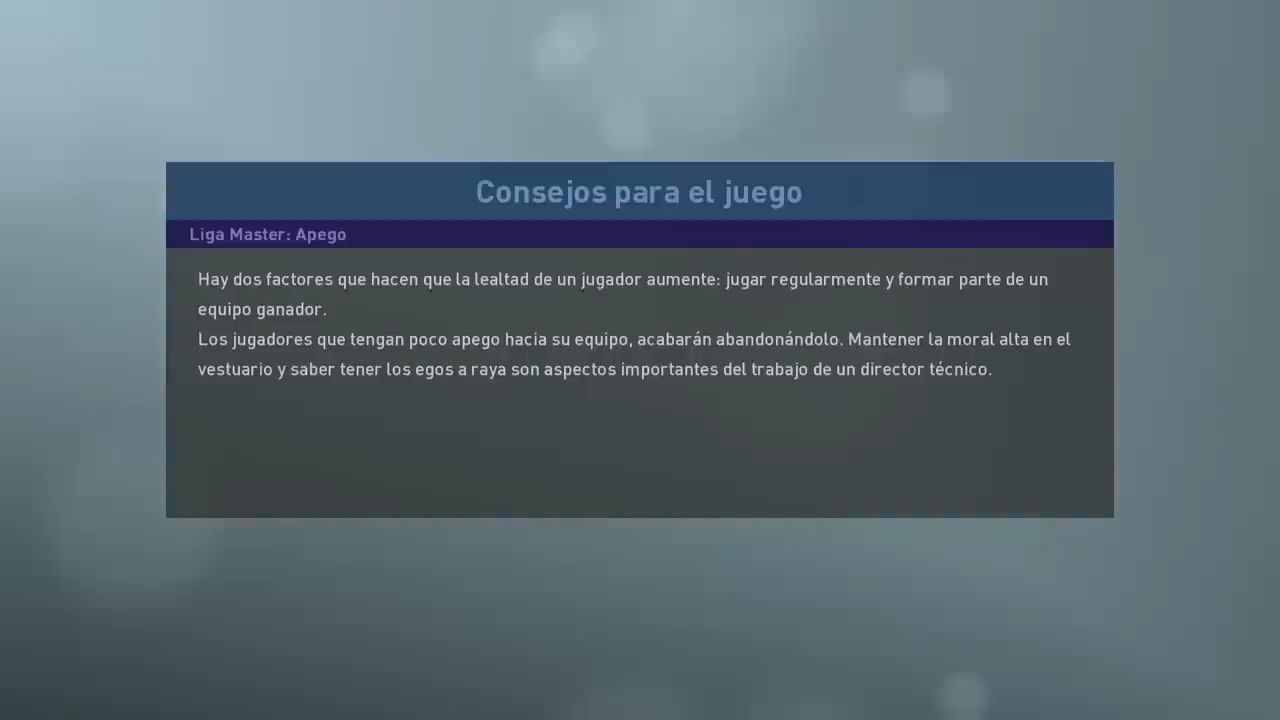 Consejos para el juego
Liga Master: Apego
Hay dos factores que hacen que la lealtad de un jugador aumente: jugar regularmente y formar parte de un
equipo ganador.
Los jugadores que tengan poco apego hacia su equipo, acabarán abandonándolo. Mantener la moral alta en el
vestuario y saber tener los egos a raya son aspectos importantes del trabajo de un director técnico.